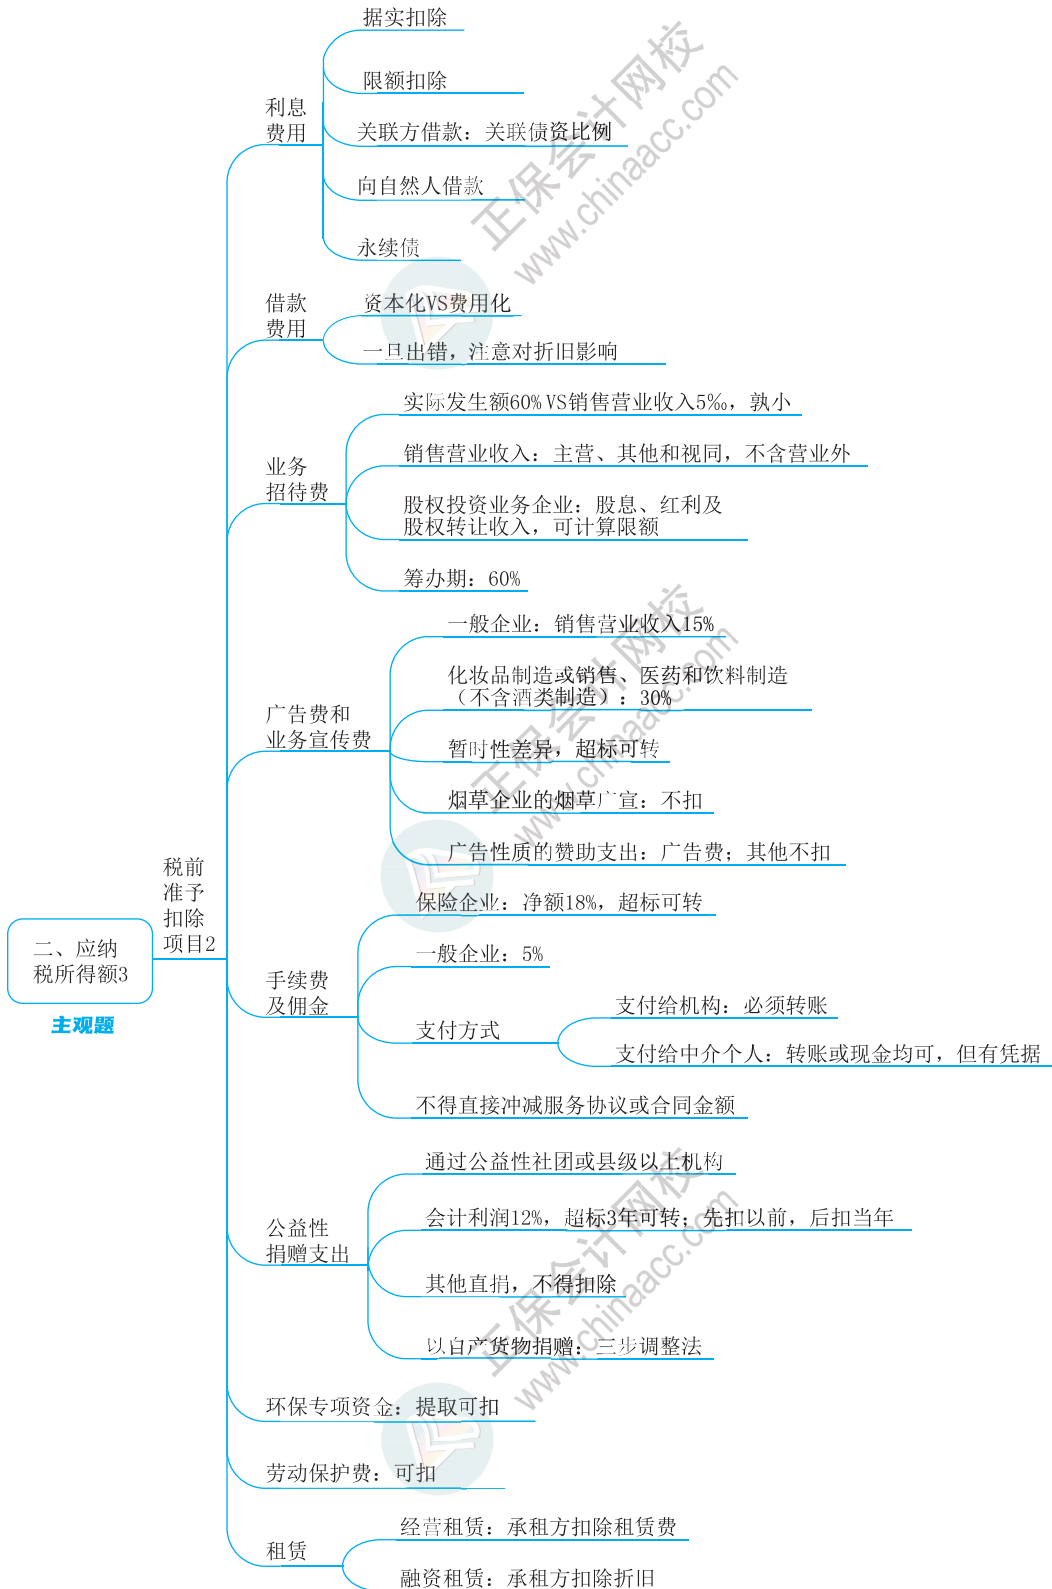 二、应纳
税所得额3
主观题
税前
准予
扣除
项目2
利息
费用
据实扣除
限额扣除
关联方借款：关联债资比例
向自然人借款
永续债
借款
费用
资本化VS费用化
一旦出错，注意对折旧影响
业务
招待费
实际发生额60%VS销售营业收入5‰，孰小
销售营业收入：主营、其他和视同，不含营业外
股权投资业务企业：股息、红利及
股权转让收入，可计算限额
筹办期：60%
广告费和
业务宣传费
一般企业：销售营业收入15%
化妆品制造或销售、医药和饮料制造
（不含酒类制造）：30%
暂时性差异，超标可转
烟草企业的烟草广宣：不扣
广告性质的赞助支出：广告费；其他不扣
手续费
及佣金
保险企业：净额18%，超标可转
一般企业：5%
支付方式
支付给机构：必须转账
支付给中介个人：转账或现金均可，但有凭据
不得直接冲减服务协议或合同金额
公益性
捐赠支出
通过公益性社团或县级以上机构
会计利润12%，超标3年可转；先扣以前，后扣当年
其他直捐，不得扣除
以自产货物捐赠：三步调整法
环保专项资金：提取可扣
劳动保护费：可扣
租赁
经营租赁：承租方扣除租赁费
融资租赁：承租方扣除折旧
正保会计网校
www.chinaacc.com
正保会计网校
www.chinaacc.com
正保会计网校
www.chinaacc.com